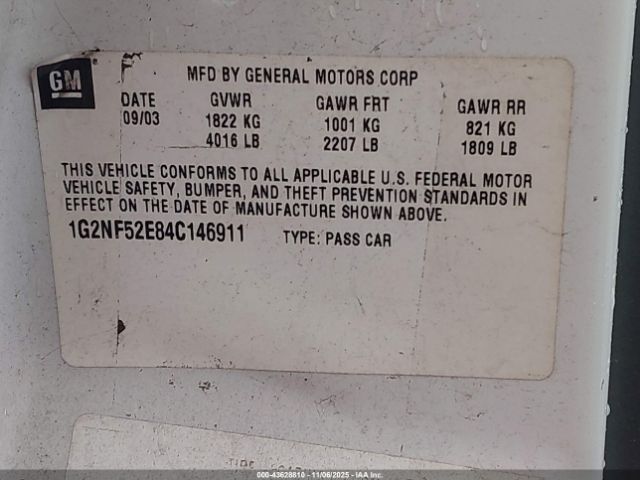 GM
MFD BY GENERAL MOTORS CORP
DATE GVWR GAWR FRT GAWR RR
09/03 1822 KG 1001 KG 821 KG
4016 LB 2207 LB 1809 LB
THIS VEHICLE CONFORMS TO ALL APPLICABLE U.S. FEDERAL MOTOR
VEHICLE SAFETY, BUMPER, AND THEFT PREVENTION STANDARDS IN
EFFECT ON THE DATE OF MANUFACTURE SHOWN ABOVE.
1G2NF52E84C146911 TYPE: PASS CAR
000-43628810 - 11/06/2025 - IAA Inc.